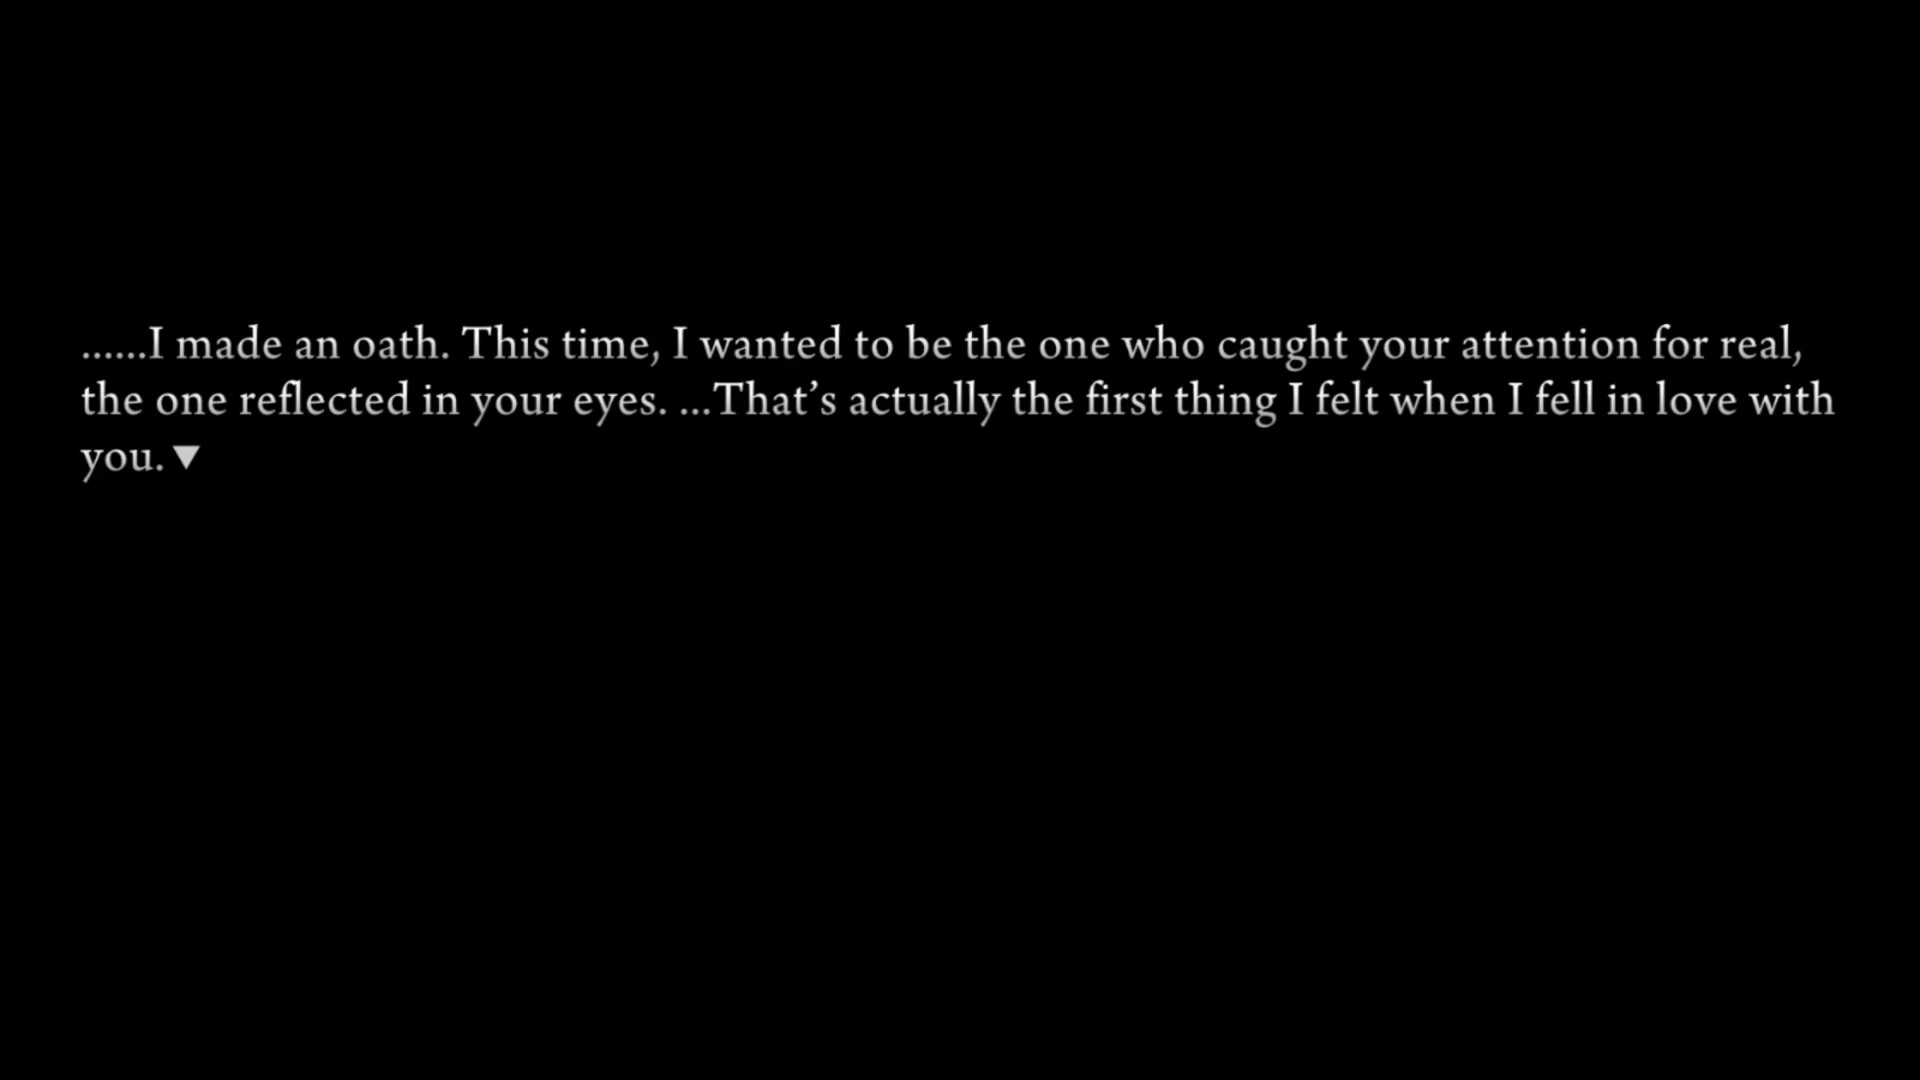 ......I made an oath. This time, I wanted to be the one who caught your attention for real,
the one reflected in your eyes. ...That’s actually the first thing I felt when I fell in love with
you. ▼